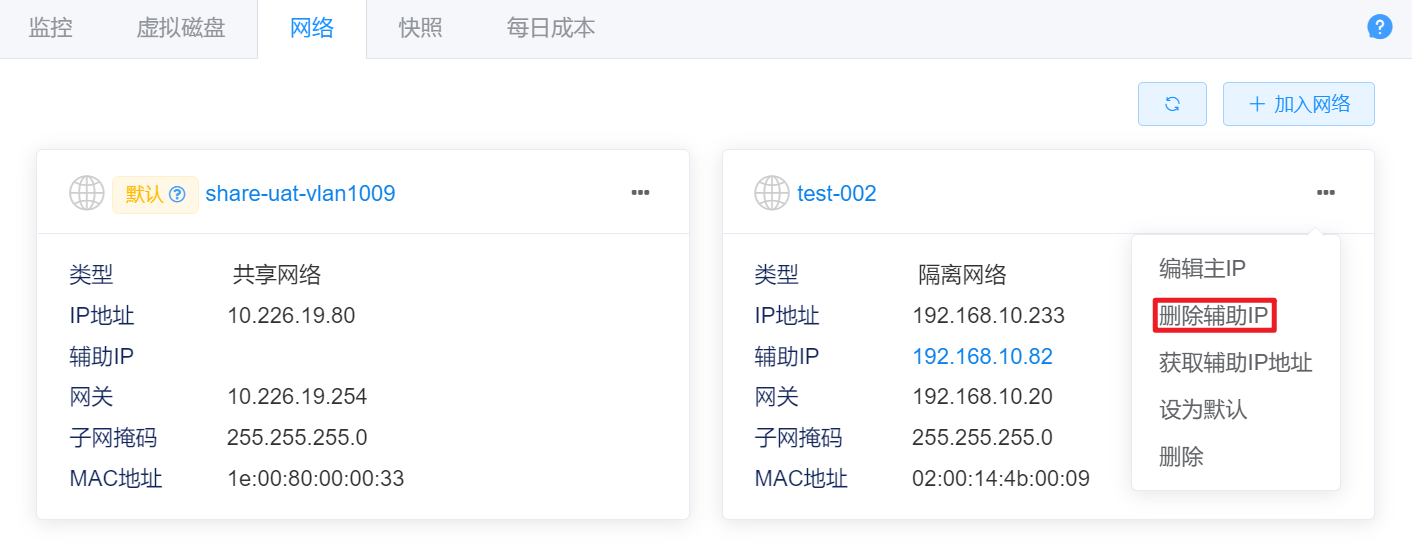 监控 虚拟磁盘 网络 快照 每日成本 ?
+ 加入网络
默认 ? share-uat-vlan1009 •••
类型 共享网络
IP地址 10.226.19.80
辅助IP
网关 10.226.19.254
子网掩码 255.255.255.0
MAC地址 1e:00:80:00:00:33
test-002 •••
类型 隔离网络
IP地址 192.168.10.233
辅助IP 192.168.10.82
网关 192.168.10.20
子网掩码 255.255.255.0
MAC地址 02:00:14:4b:00:09
编辑主IP
删除辅助IP
获取辅助IP地址
设为默认
删除